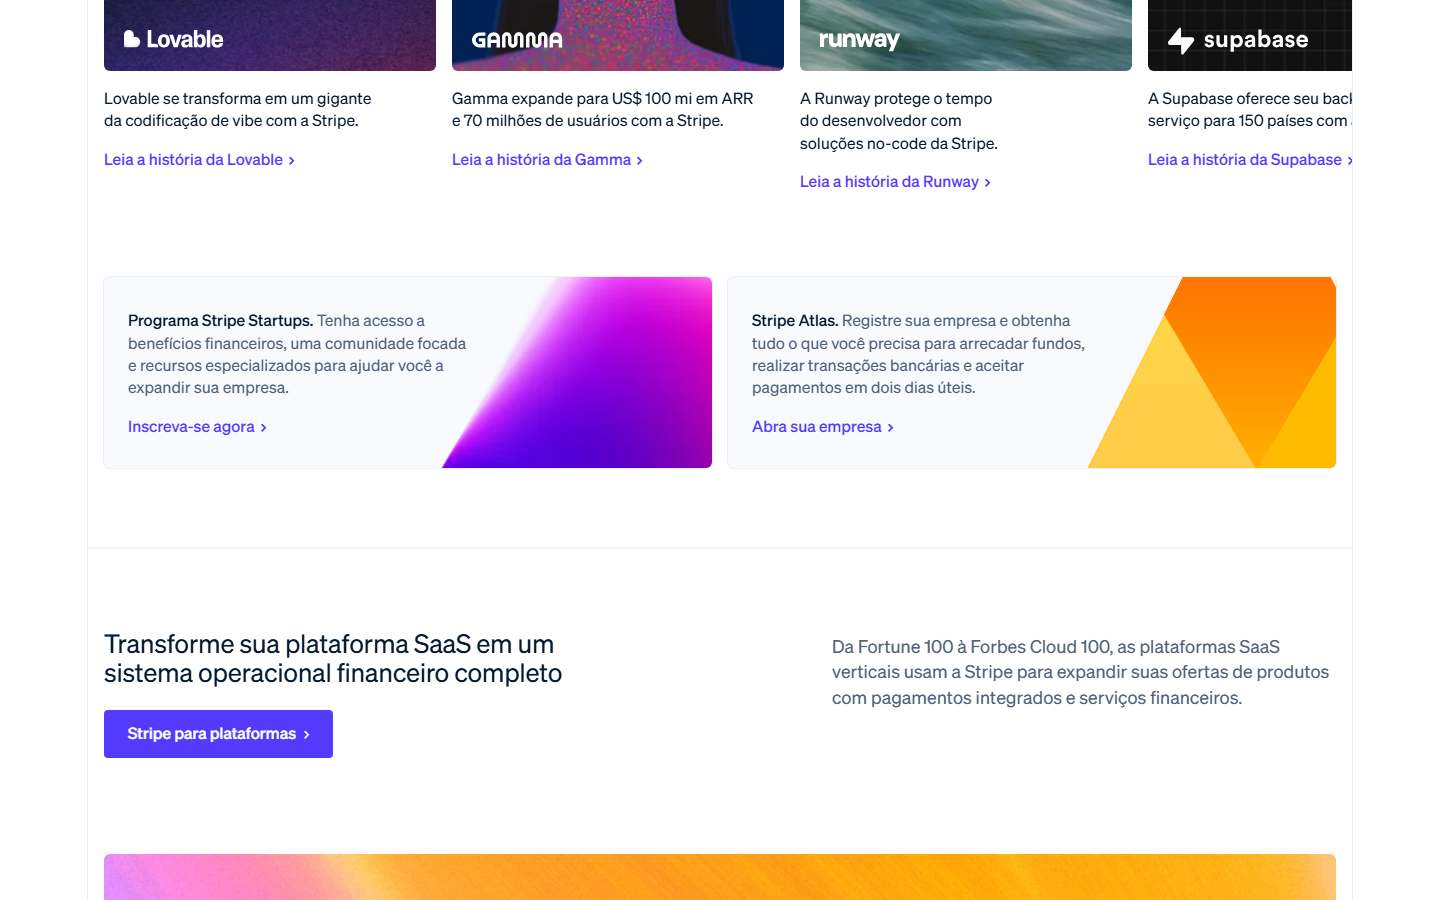 Lovable
GAMMA
runway
supabase
Lovable se transforma em um gigante
da codificação de vibe com a Stripe.
Leia a história da Lovable
Gamma expande para US$ 100 mi em ARR
e 70 milhões de usuários com a Stripe.
Leia a história da Gamma
A Runway protege o tempo
do desenvolvedor com
soluções no-code da Stripe.
Leia a história da Runway
A Supabase oferece seu
serviço para 150 países com
Leia a história da Supabase
Programa Stripe Startups. Tenha acesso a
benefícios financeiros, uma comunidade focada
e recursos especializados para ajudar você a
expandir sua empresa.
Inscreva-se agora
Stripe Atlas. Registre sua empresa e obtenha
tudo o que você precisa para arrecadar fundos,
realizar transações bancárias e aceitar
pagamentos em dois dias úteis.
Abra sua empresa
Transforme sua plataforma SaaS em um
sistema operacional financeiro completo
Stripe para plataformas
Da Fortune 100 à Forbes Cloud 100, as plataformas SaaS
verticais usam a Stripe para expandir suas ofertas de produtos
com pagamentos integrados e serviços financeiros.